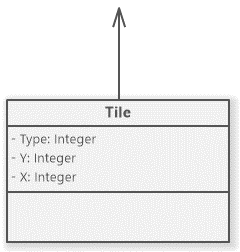 Tile
- Type: Integer
- Y: Integer
- X: Integer